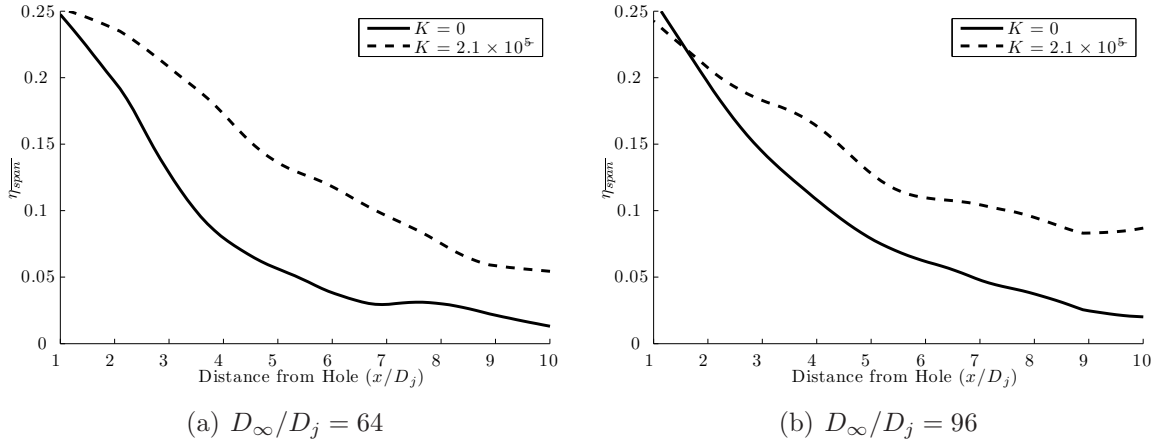 0.25
0.2
0.15
0.1
0.05
0
η_span
1 2 3 4 5 6 7 8 9 10
Distance from Hole (x/D_j)
K = 0
K = 2.1 × 10^5-
(a) D_∞/D_j = 64
0.25
0.2
0.15
0.1
0.05
0
η_span
1 2 3 4 5 6 7 8 9 10
Distance from Hole (x/D_j)
K = 0
K = 2.1 × 10^5-
(b) D_∞/D_j = 96